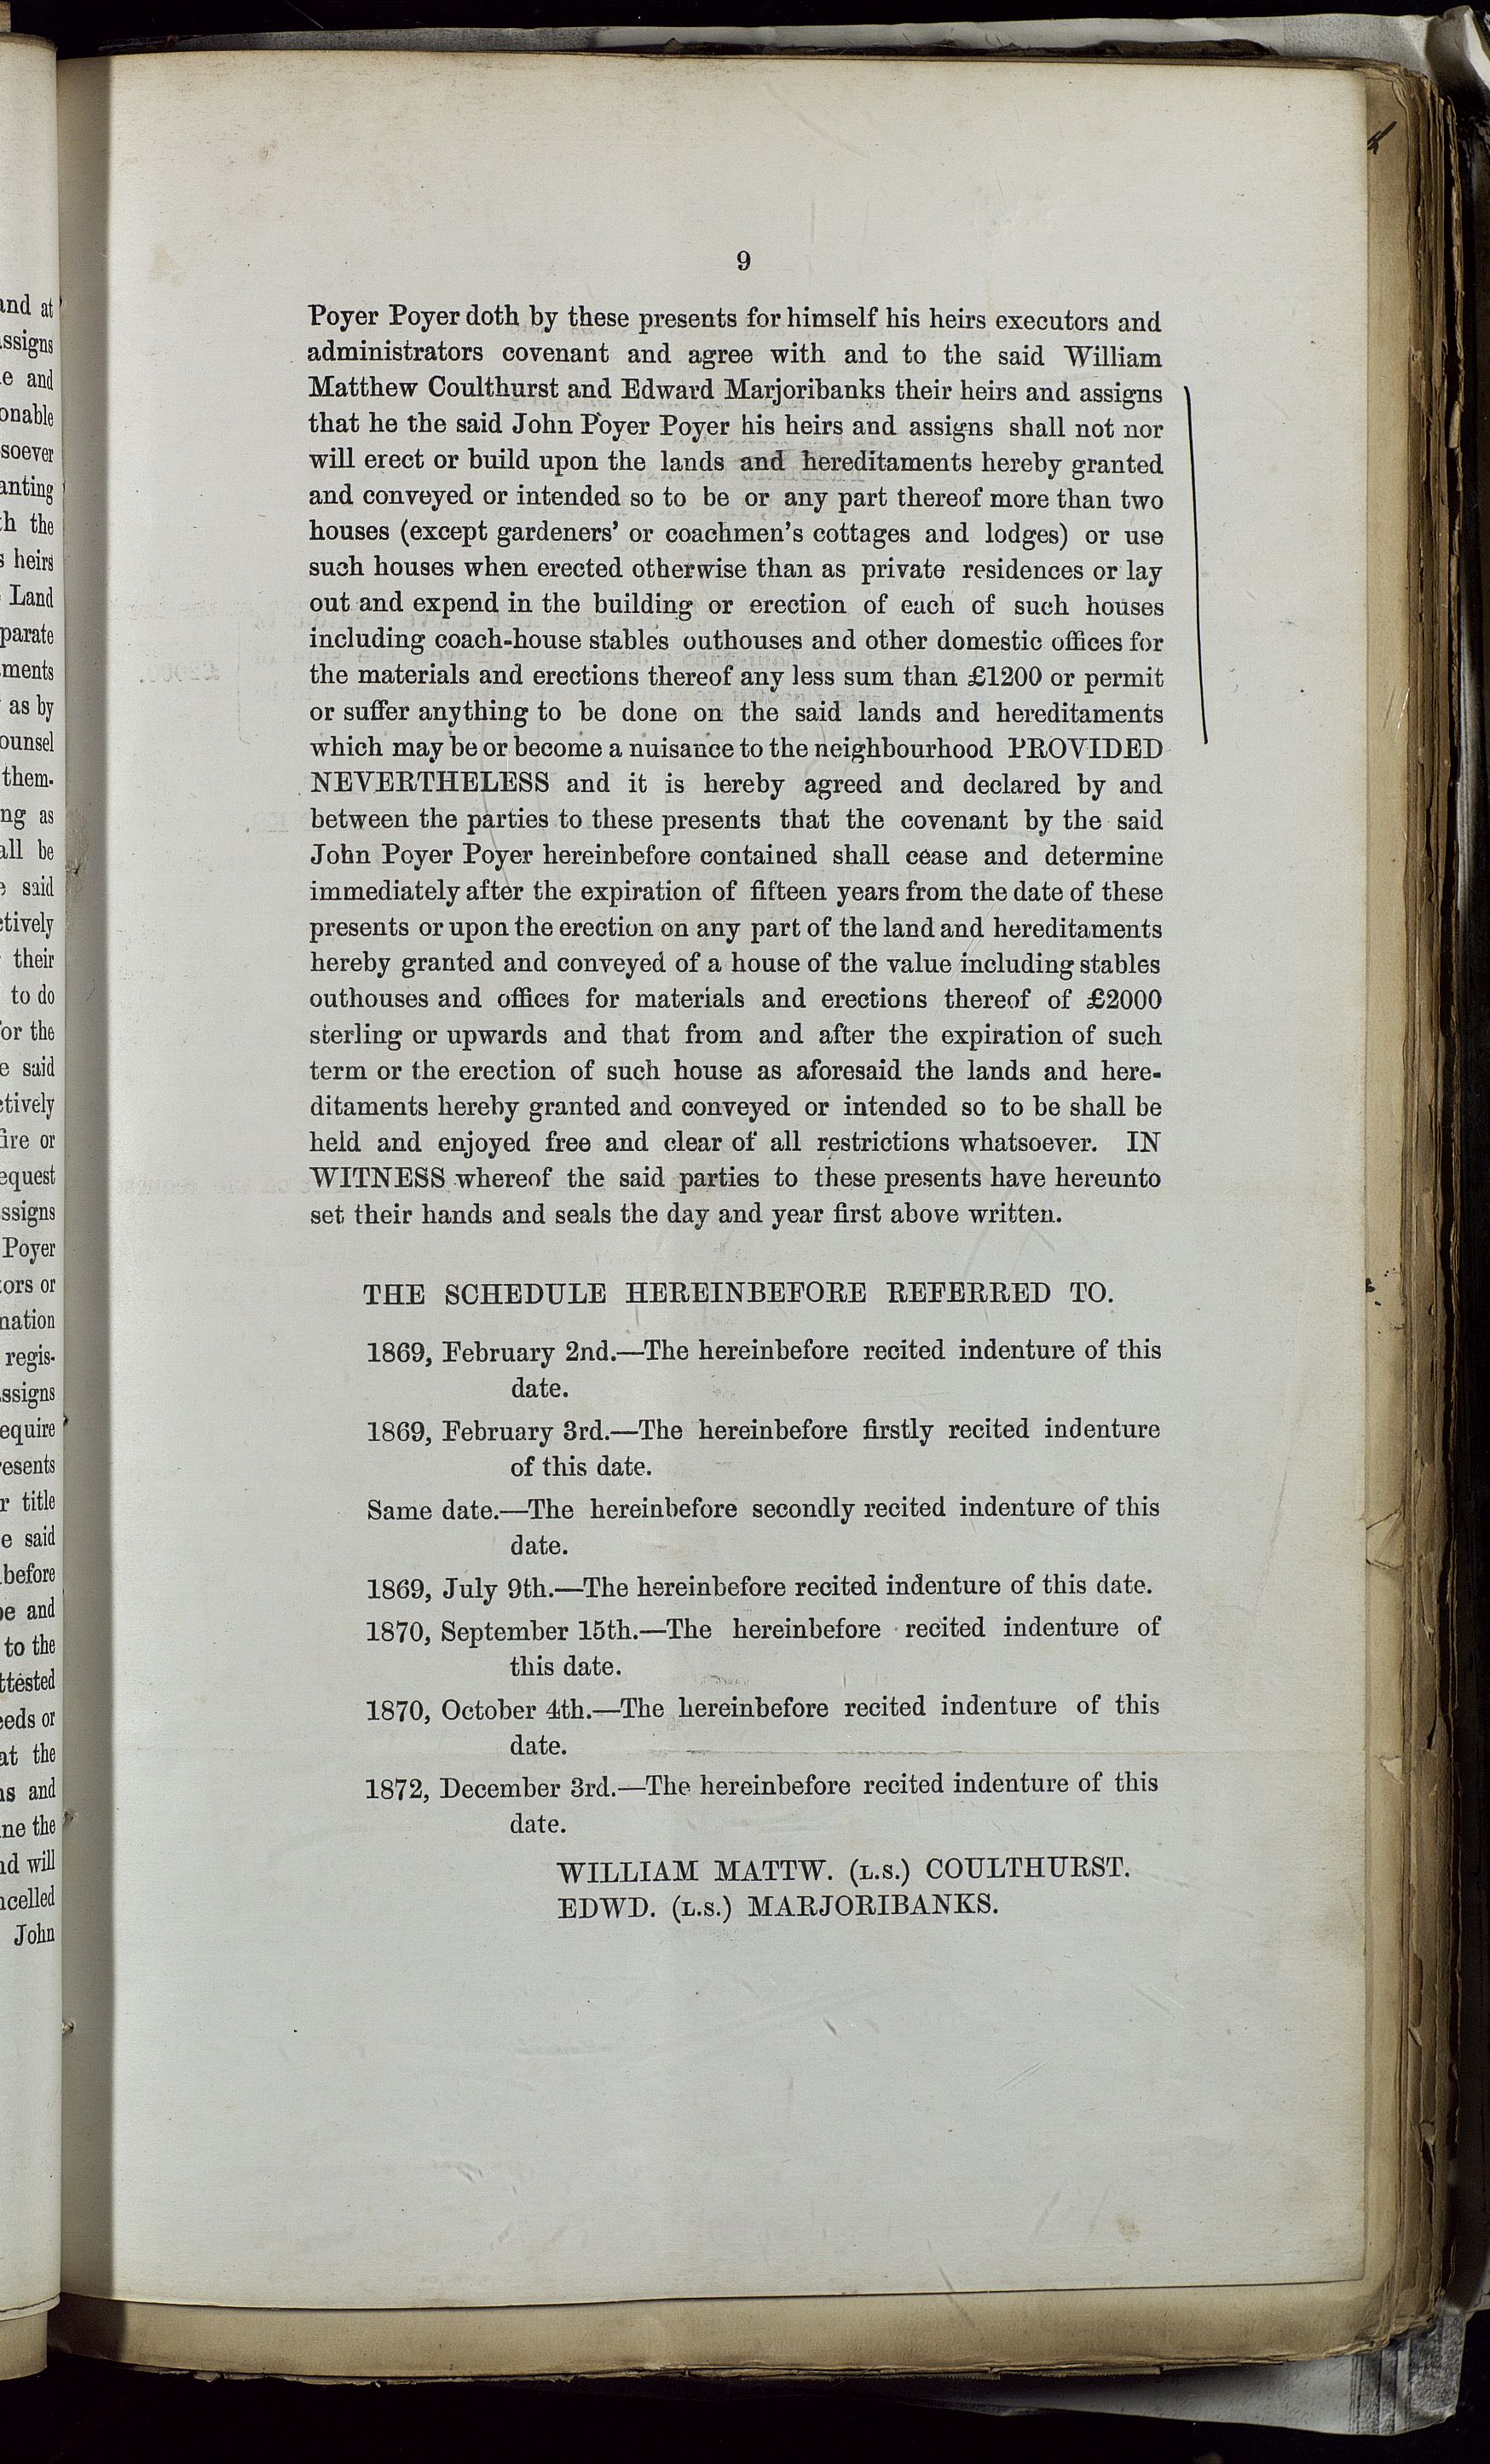 9
Poyer Poyer doth by these presents for himself his heirs executors and
administrators covenant and agree with and to the said William
Matthew Coulthurst and Edward Marjoribanks their heirs and assigns
that he the said John Poyer Poyer his heirs and assigns shall not nor
will erect or build upon the lands and hereditaments hereby granted
and conveyed or intended so to be or any part thereof more than two
houses (except gardeners' or coachmen's cottages and lodges) or use
such houses when erected otherwise than as private residences or lay
out and expend in the building or erection of each of such houses
including coach-house stables outhouses and other domestic offices for
the materials and erections thereof any less sum than £1200 or permit
or suffer anything to be done on the said lands and hereditaments
which may be or become a nuisance to the neighbourhood PROVIDED
NEVERTHELESS and it is hereby agreed and declared by and
between the parties to these presents that the covenant by the said
John Poyer Poyer hereinbefore contained shall cease and determine
immediately after the expiration of fifteen years from the date of these
presents or upon the erection on any part of the land and hereditaments
hereby granted and conveyed of a house of the value including stables
outhouses and offices for materials and erections thereof of £2000
sterling or upwards and that from and after the expiration of such
term or the erection of such house as aforesaid the lands and here-
ditaments hereby granted and conveyed or intended so to be shall be
held and enjoyed free and clear of all restrictions whatsoever. IN
WITNESS whereof the said parties to these presents have hereunto
set their hands and seals the day and year first above written.
THE SCHEDULE HEREINBEFORE REFERRED TO.
1869, February 2nd.—The hereinbefore recited indenture of this
date.
1869, February 3rd.—The hereinbefore firstly recited indenture
of this date.
Same date.—The hereinbefore secondly recited indenture of this
date.
1869, July 9th.—The hereinbefore recited indenture of this date.
1870, September 15th.—The hereinbefore recited indenture of
this date.
1870, October 4th.—The hereinbefore recited indenture of this
date.
1872, December 3rd.—The hereinbefore recited indenture of this
date.
WILLIAM MATTW. (L.S.) COULTHURST.
EDWD. (L.S.) MARJORIBANKS.